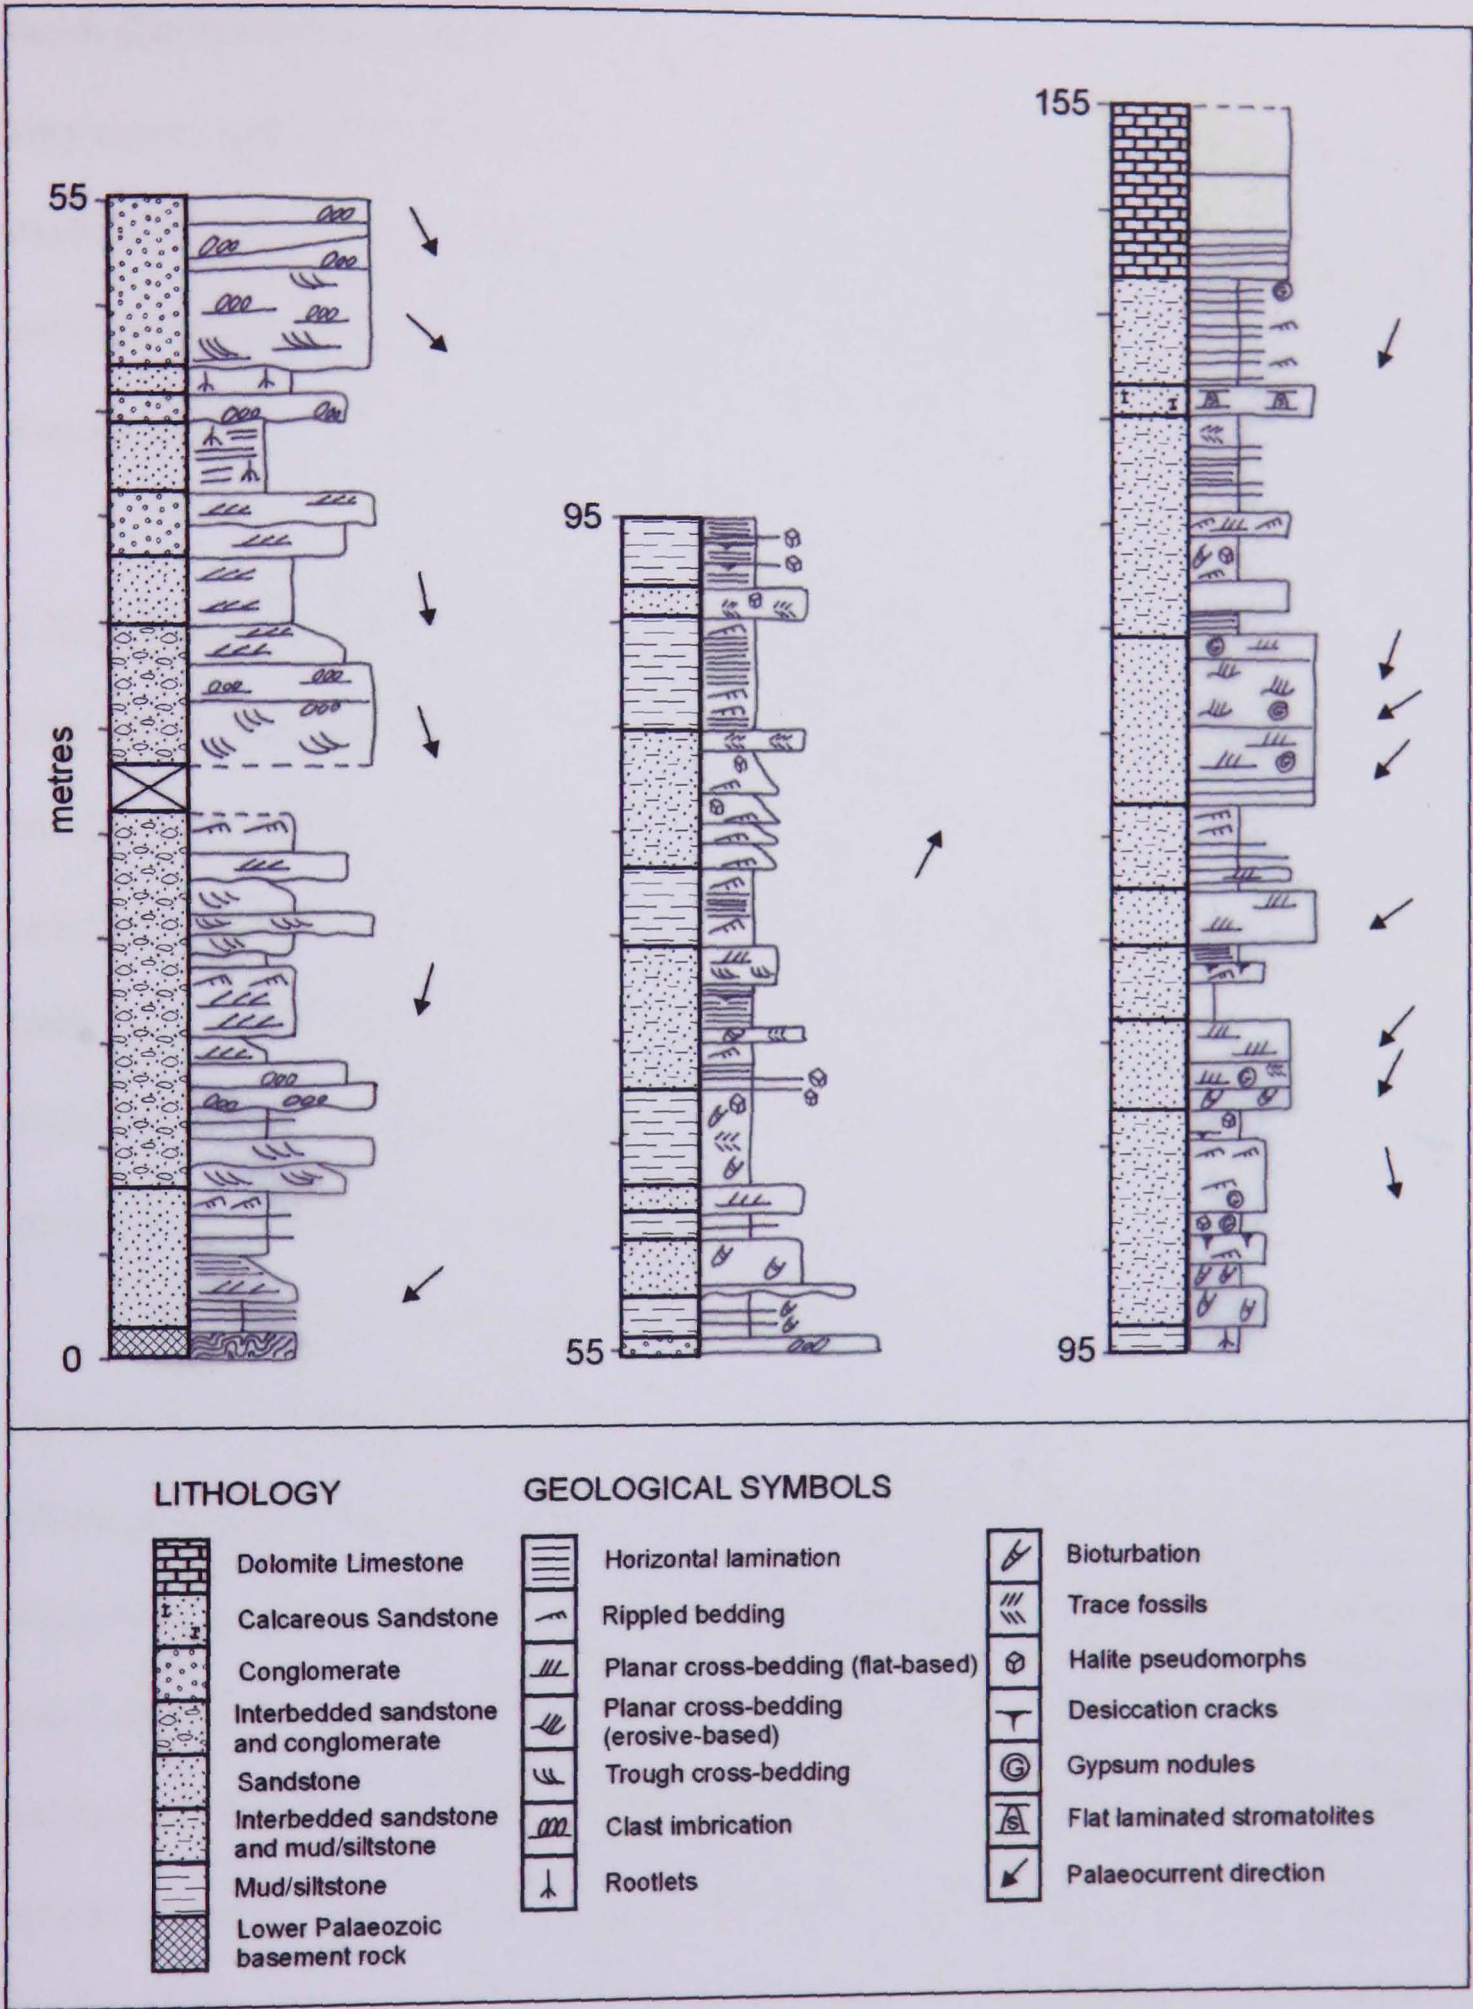 155
55
95
metres
0
55
95
LITHOLOGY
Dolomite Limestone
Calcareous Sandstone
Conglomerate
Interbedded sandstone
and conglomerate
Sandstone
Interbedded sandstone
and mud/siltstone
Mud/siltstone
Lower Palaeozoic
basement rock
GEOLOGICAL SYMBOLS
Horizontal lamination
Rippled bedding
Planar cross-bedding (flat-based)
Planar cross-bedding
(erosive-based)
Trough cross-bedding
Clast imbrication
Rootlets
Bioturbation
Trace fossils
Halite pseudomorphs
Desiccation cracks
G
Gypsum nodules
S
Flat laminated stromatolites
Palaeocurrent direction